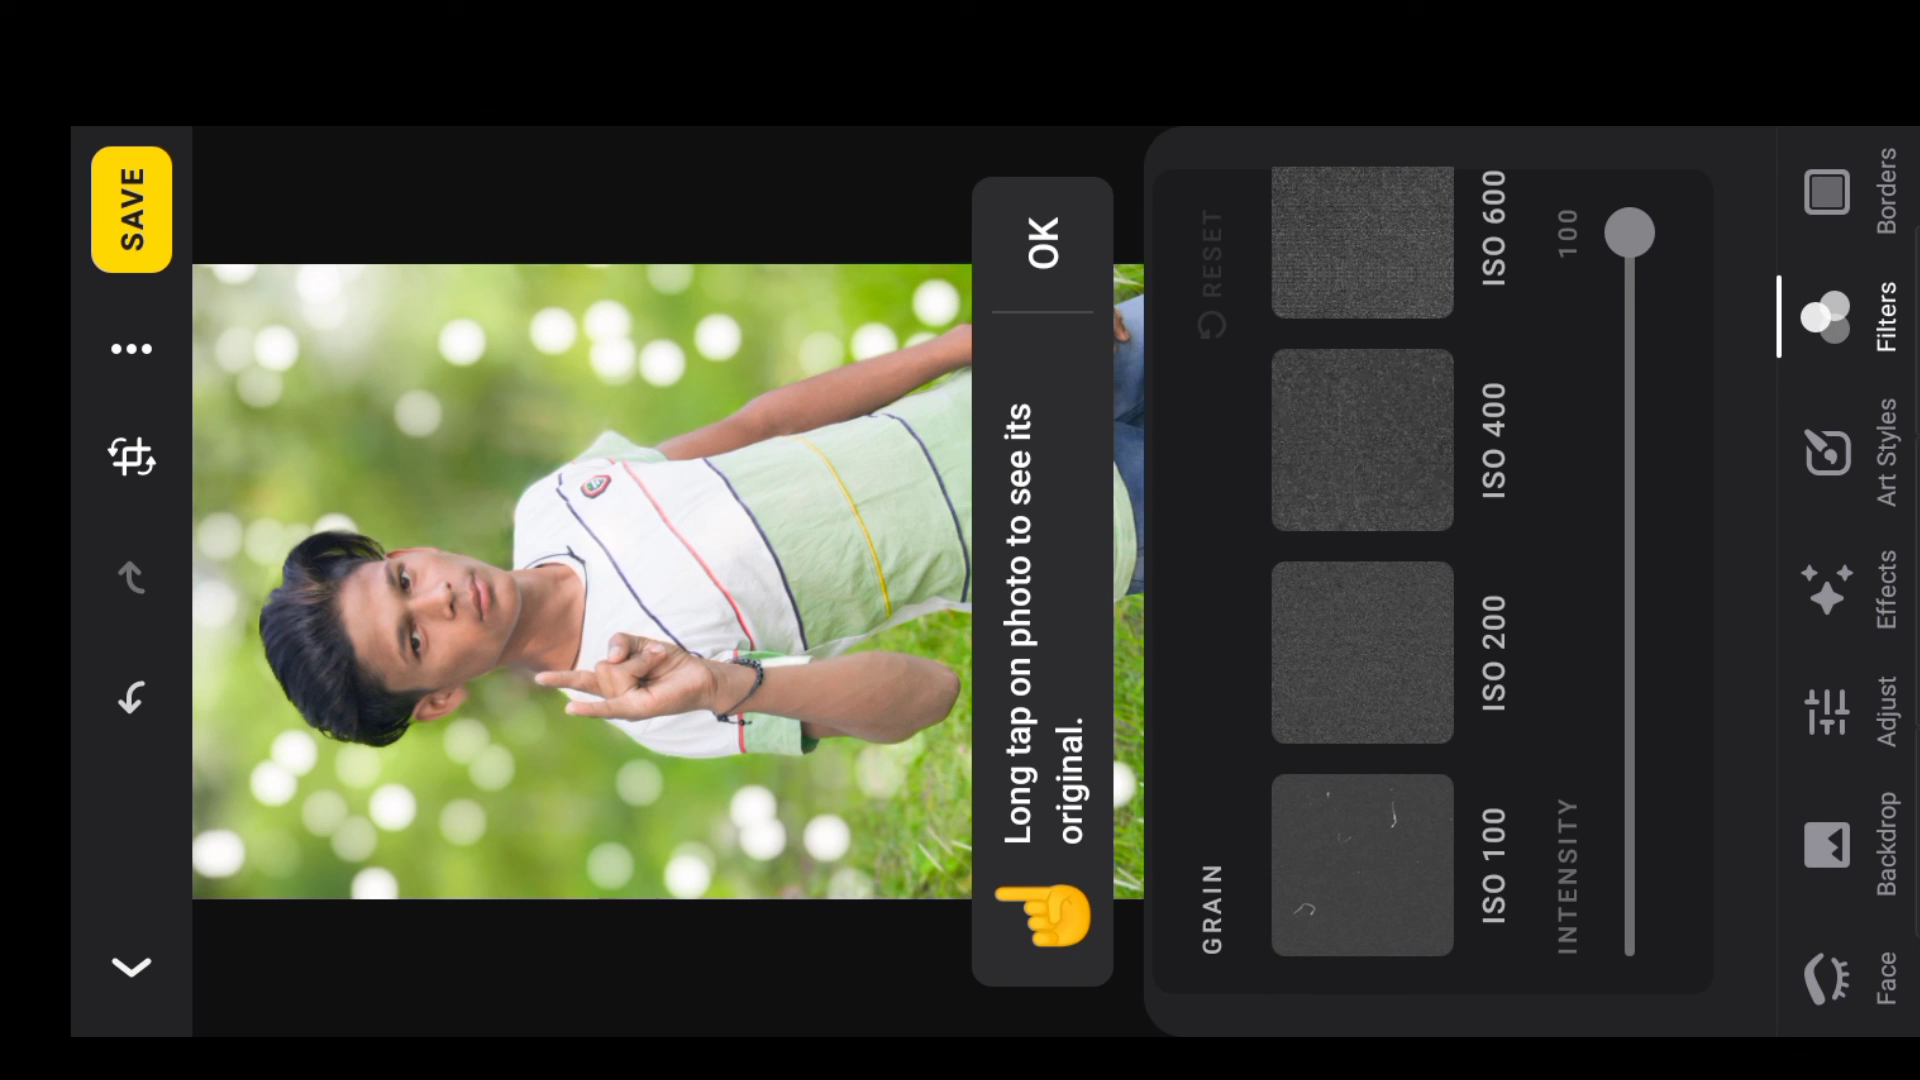 SAVE
Long tap on photo to see its
original.
OK
GRAIN
RESET
ISO 100
ISO 200
ISO 400
ISO 600
INTENSITY
100
Face
Backdrop
Adjust
Effects
Art Styles
Filters
Borders